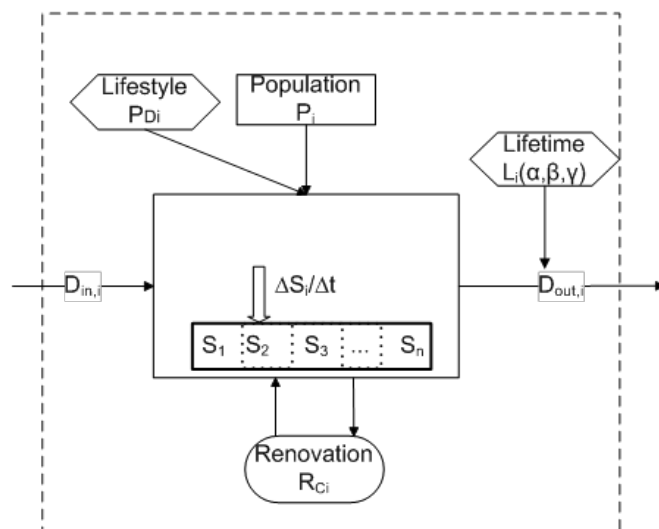 Lifestyle
P_Di
Population
P_i
Lifetime
L_i(α,β,γ)
D_in,i
ΔS_i/Δt
D_out,i
S_1 S_2 S_3 ... S_n
Renovation
R_Ci